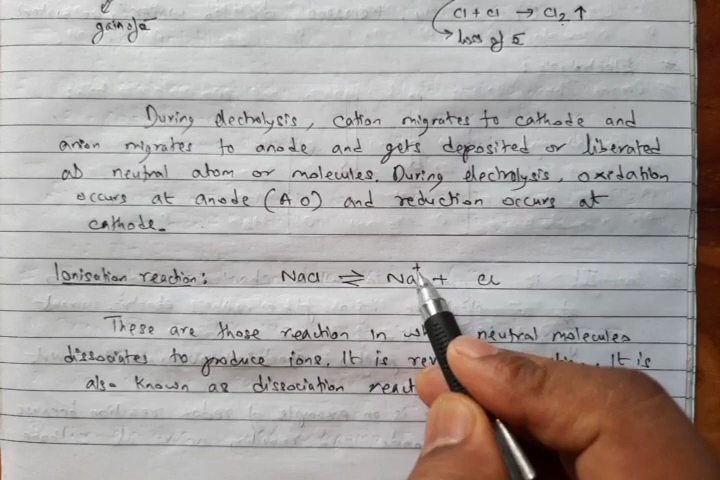 gain of e
Cl + Cl → Cl2 ↑
loss of e
During electrolysis, cation migrates to cathode and
anion migrates to anode and gets deposited or liberated
as neutral atom or molecules. During electrolysis, oxidation
occurs at anode (AO) and reduction occurs at
cathode.
Ionisation reaction: NaCl ⇌ Na+ + Cl
These are those reaction in neutral molecules
dissociates to produce ions. It is It is
also known as dissociation